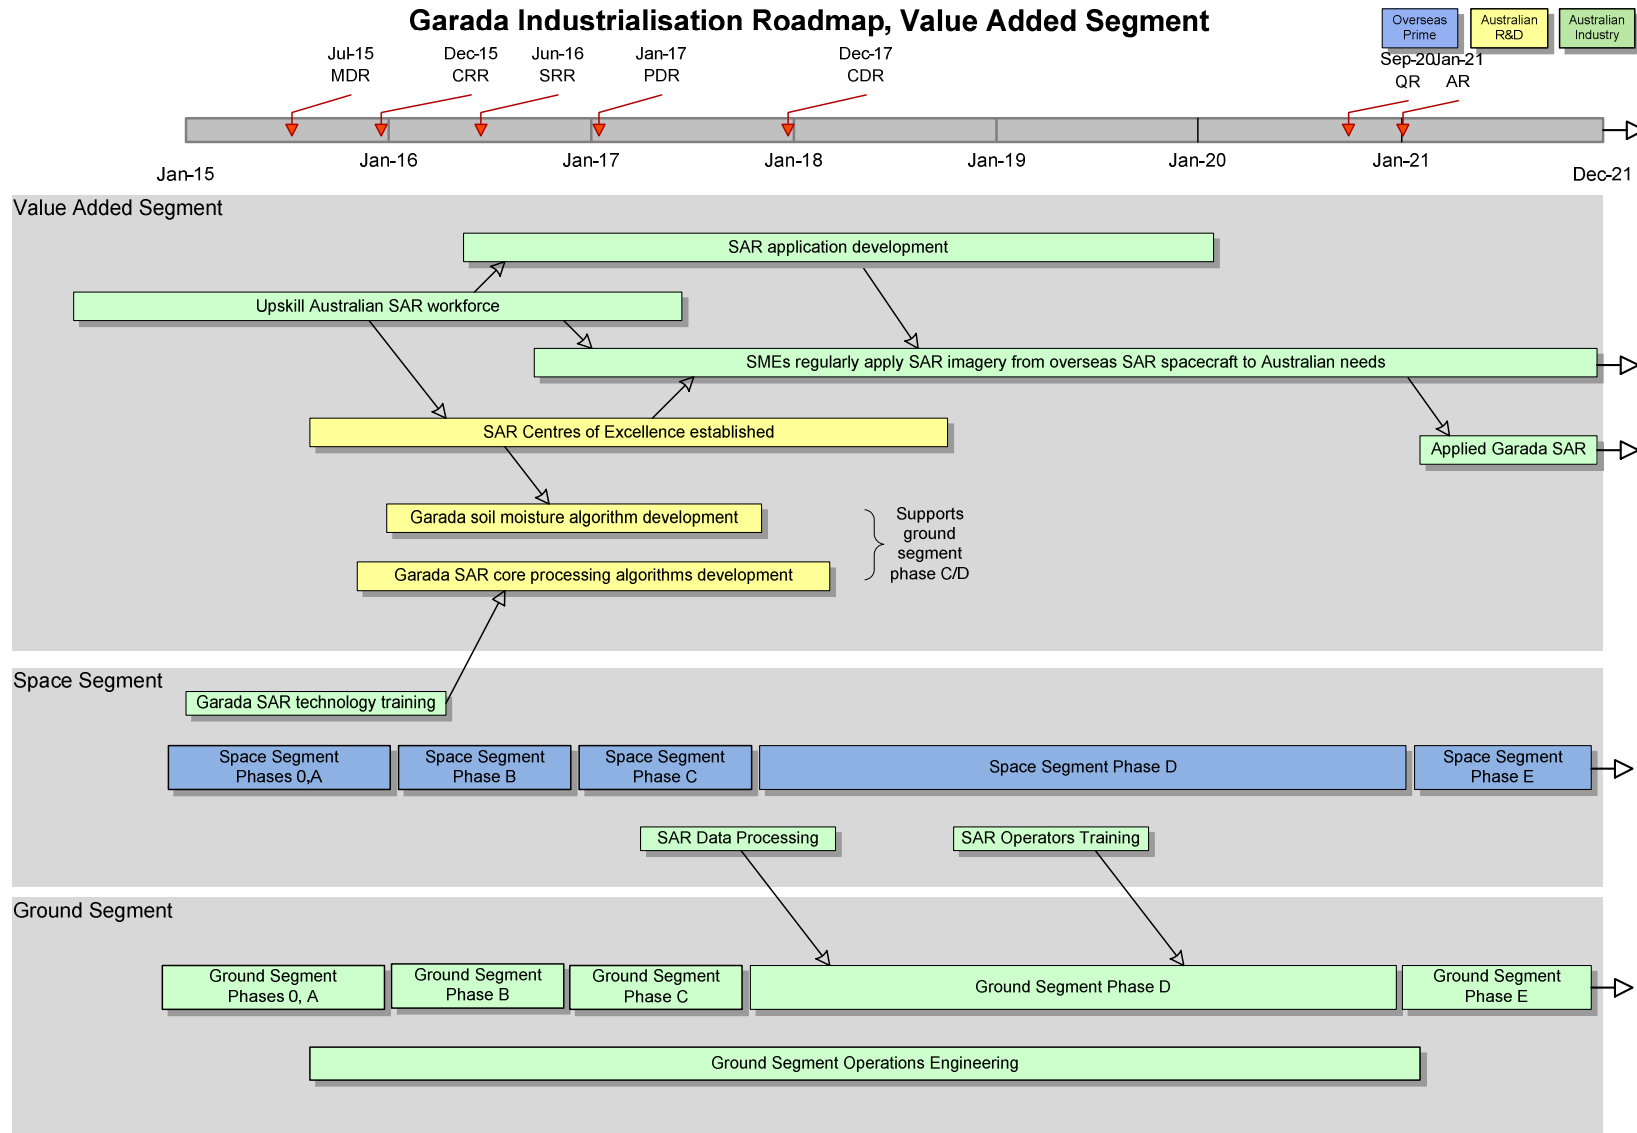 Garada Industrialisation Roadmap, Value Added Segment
Overseas
Prime
Australian
R&D
Australian
Industry
Jul-15
MDR
Dec-15
CRR
Jun-16
SRR
Jan-17
PDR
Dec-17
CDR
Sep-20
QR
Jan-21
AR
Jan-15
Jan-16
Jan-17
Jan-18
Jan-19
Jan-20
Jan-21
Dec-21
Value Added Segment
SAR application development
Upskill Australian SAR workforce
SMEs regularly apply SAR imagery from overseas SAR spacecraft to Australian needs
SAR Centres of Excellence established
Applied Garada SAR
Garada soil moisture algorithm development
Supports
ground
segment
phase C/D
Garada SAR core processing algorithms development
Space Segment
Garada SAR technology training
Space Segment
Phases 0,A
Space Segment
Phase B
Space Segment
Phase C
Space Segment Phase D
Space Segment
Phase E
SAR Data Processing
SAR Operators Training
Ground Segment
Ground Segment
Phases 0, A
Ground Segment
Phase B
Ground Segment
Phase C
Ground Segment Phase D
Ground Segment
Phase E
Ground Segment Operations Engineering